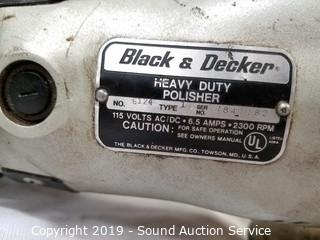 Black & Decker®
HEAVY DUTY
POLISHER
NO. 6124 TYPE 1 SER. NO.
115 VOLTS AC/DC • 6.5 AMPS • 2300 RPM
CAUTION: FOR SAFE OPERATION
SEE OWNERS MANUAL
UL
THE BLACK & DECKER MFG. CO., TOWSON, MD., U.S.A.
Copyright 2019 - Sound Auction Service